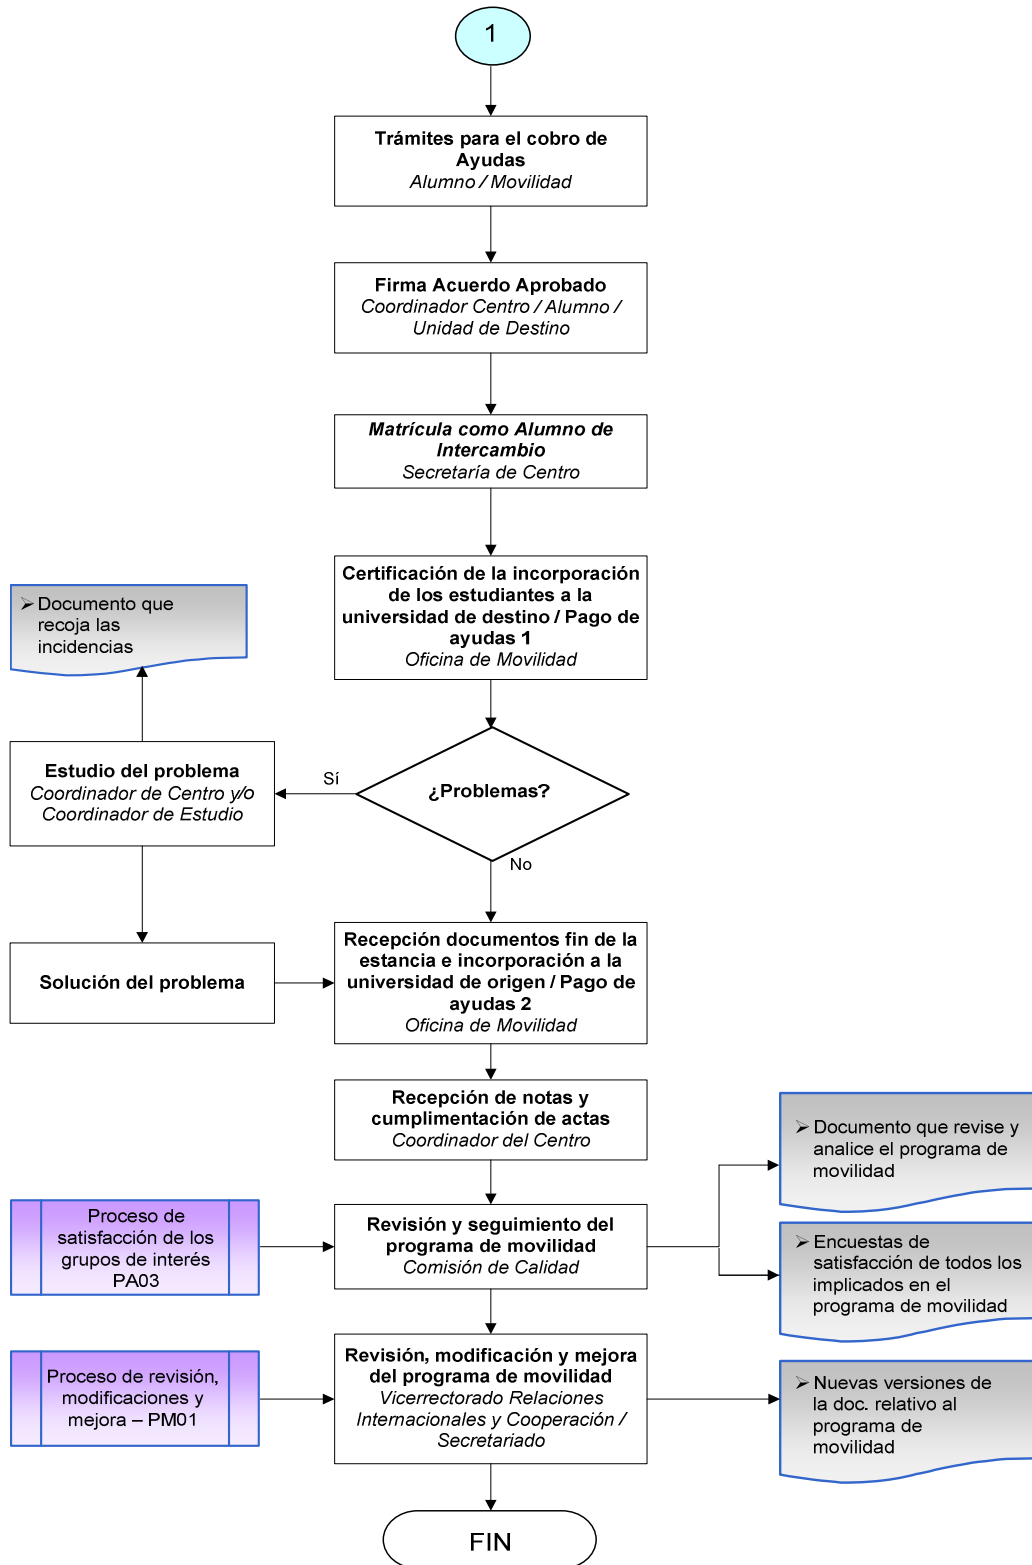 1
Trámites para el cobro de
Ayudas
Alumno / Movilidad
Firma Acuerdo Aprobado
Coordinador Centro / Alumno /
Unidad de Destino
Matrícula como Alumno de
Intercambio
Secretaría de Centro
Certificación de la incorporación
de los estudiantes a la
universidad de destino / Pago de
ayudas 1
Oficina de Movilidad
➢ Documento que
recoja las
incidencias
¿Problemas?
Sí
No
Estudio del problema
Coordinador de Centro y/o
Coordinador de Estudio
Solución del problema
Recepción documentos fin de la
estancia e incorporación a la
universidad de origen / Pago de
ayudas 2
Oficina de Movilidad
Recepción de notas y
cumplimentación de actas
Coordinador del Centro
➢ Documento que revise y
analice el programa de
movilidad
Proceso de
satisfacción de los
grupos de interés
PA03
Revisión y seguimiento del
programa de movilidad
Comisión de Calidad
➢ Encuestas de
satisfacción de todos los
implicados en el
programa de movilidad
Proceso de revisión,
modificaciones y
mejora – PM01
Revisión, modificación y mejora
del programa de movilidad
Vicerrectorado Relaciones
Internacionales y Cooperación /
Secretariado
➢ Nuevas versiones de
la doc. relativo al
programa de
movilidad
FIN